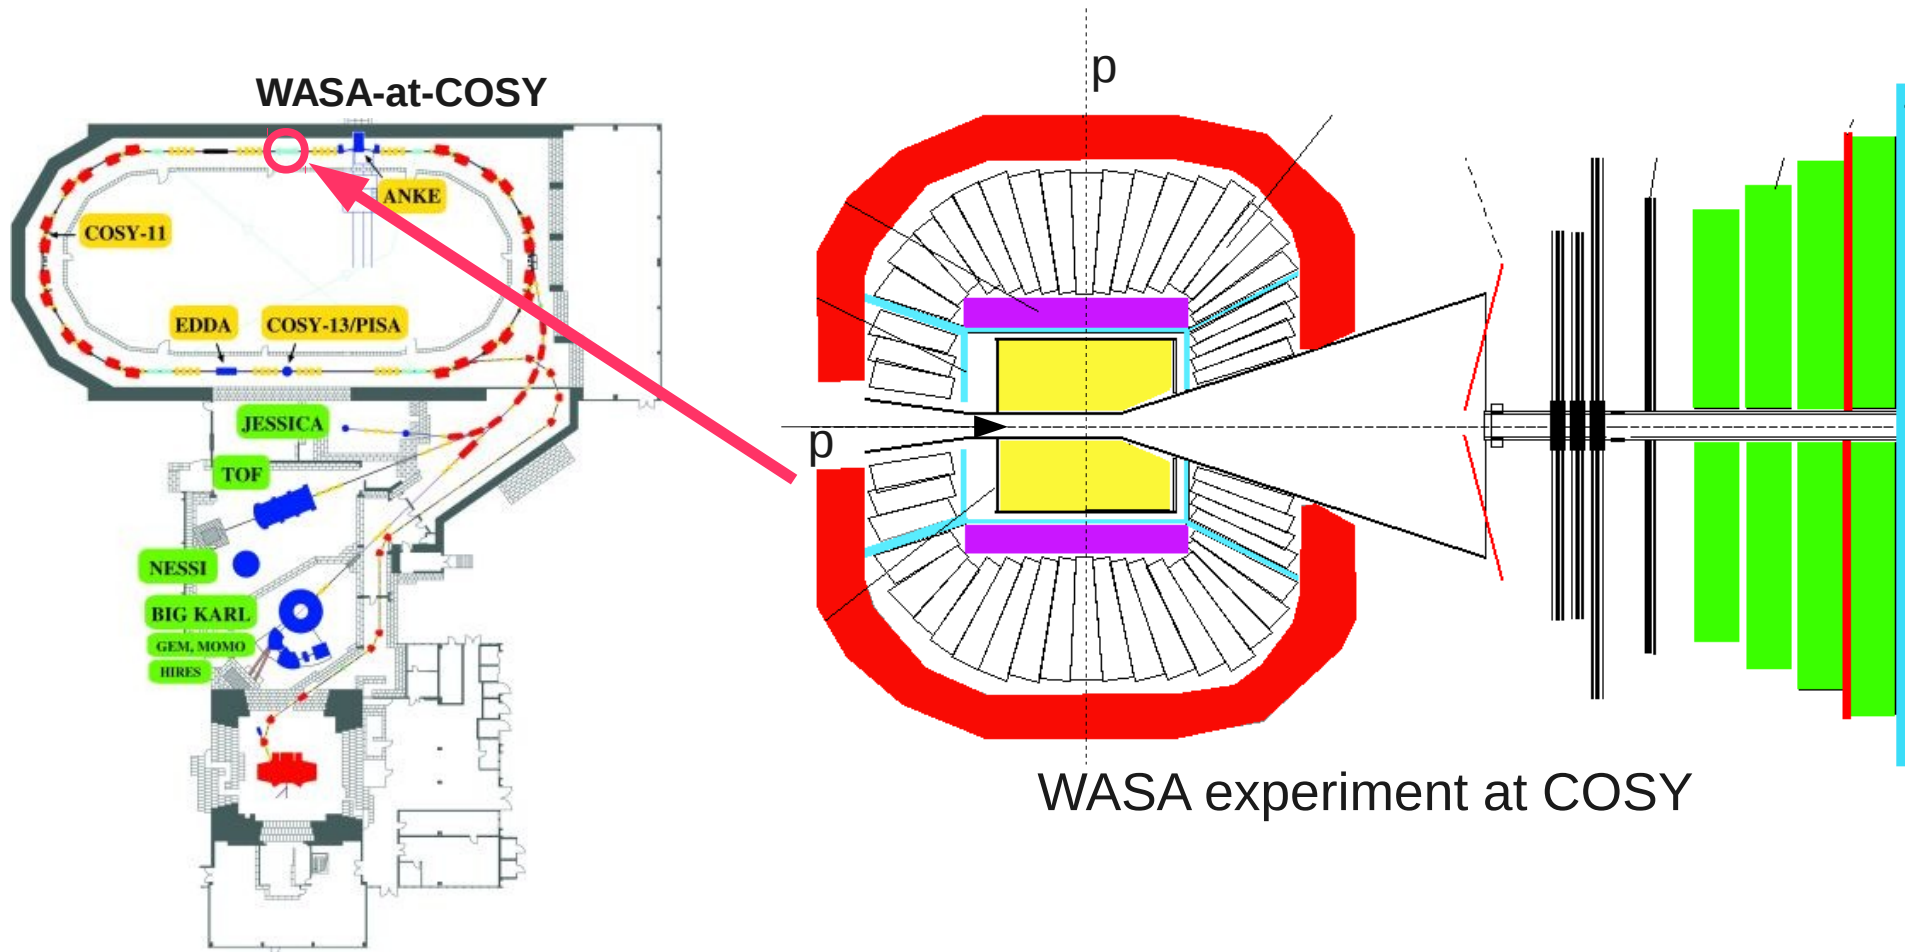 WASA-at-COSY
ANKE
COSY-11
EDDA
COSY-13/PISA
JESSICA
TOF
NESSI
BIG KARL
GEM, MOMO
HIRES
p
p
WASA experiment at COSY